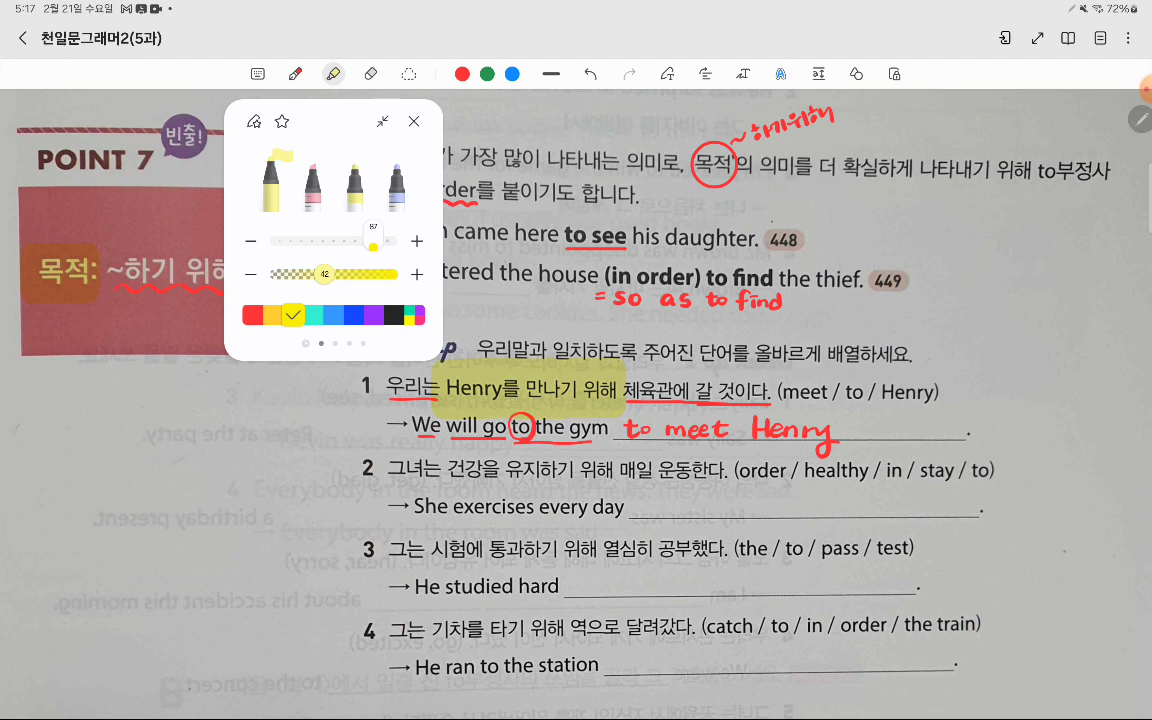 5:17 2월 21일 수요일
72%
천일문그래머2(5과)
빈출!
POINT 7
목적: ~하기 위해
87
42
~하기위해
가 가장 많이 나타내는 의미로, '목적'의 의미를 더 확실하게 나타내기 위해 to부정사
rder를 붙이기도 합니다.
came here to see his daughter. 448
tered the house (in order) to find the thief. 449
= so as to find
p 우리말과 일치하도록 주어진 단어를 올바르게 배열하세요.
1 우리는 Henry를 만나기 위해 체육관에 갈 것이다. (meet / to / Henry)
→ We will go to the gym to meet Henry.
2 그녀는 건강을 유지하기 위해 매일 운동한다. (order / healthy / in / stay / to)
→ She exercises every day .
3 그는 시험에 통과하기 위해 열심히 공부했다. (the / to / pass / test)
→ He studied hard .
4 그는 기차를 타기 위해 역으로 달려갔다. (catch / to / in / order / the train)
→ He ran to the station .